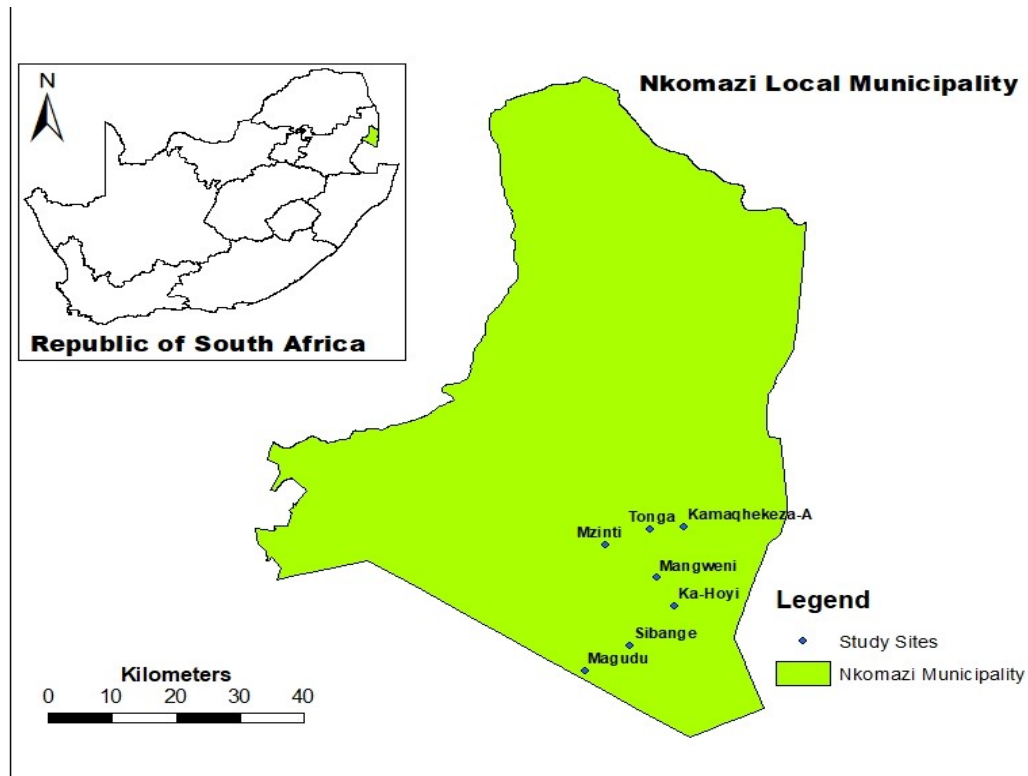 N
Republic of South Africa
Nkomazi Local Municipality
Tonga
Kamaqhekeza-A
Mzinti
Mangweni
Ka-Hoyi
Sibange
Magudu
Legend
Study Sites
Nkomazi Municipality
Kilometers
0 10 20 30 40